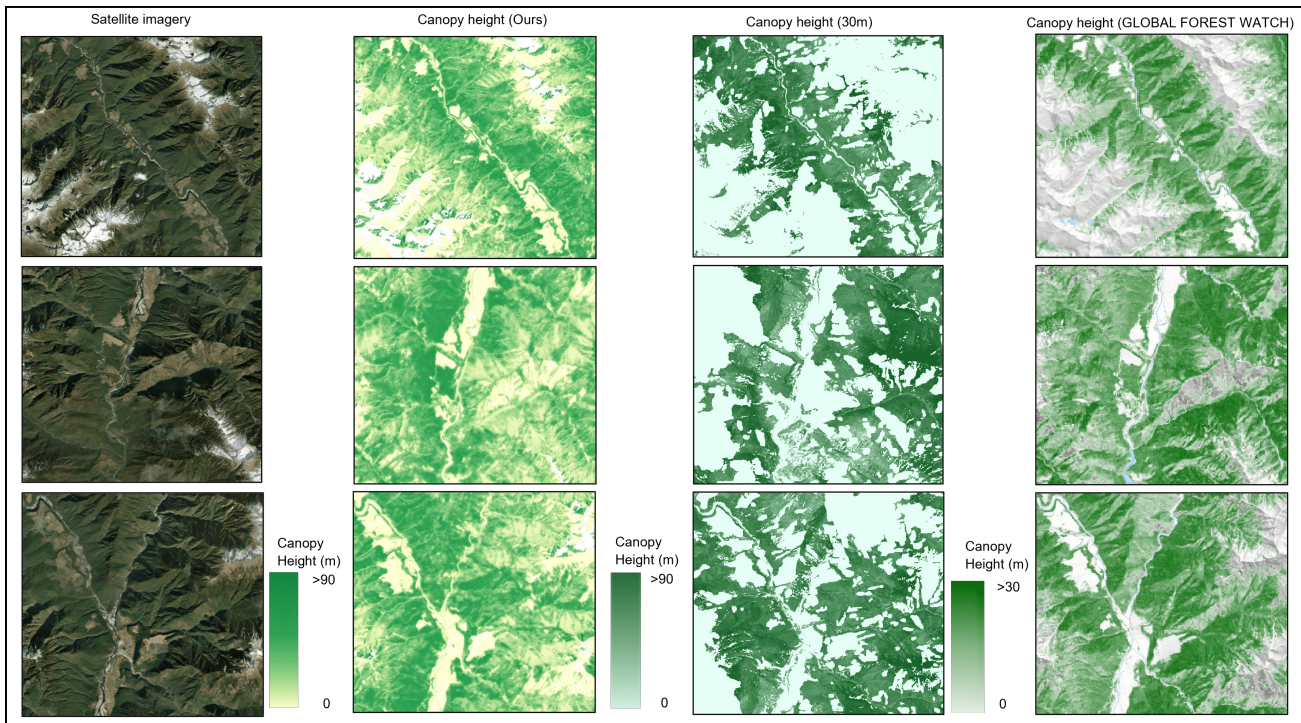 Satellite imagery
Canopy height (Ours)
Canopy height (30m)
Canopy height (GLOBAL FOREST WATCH)
Canopy
Height (m)
>90
0
Canopy
Height (m)
>90
0
Canopy
Height (m)
>30
0